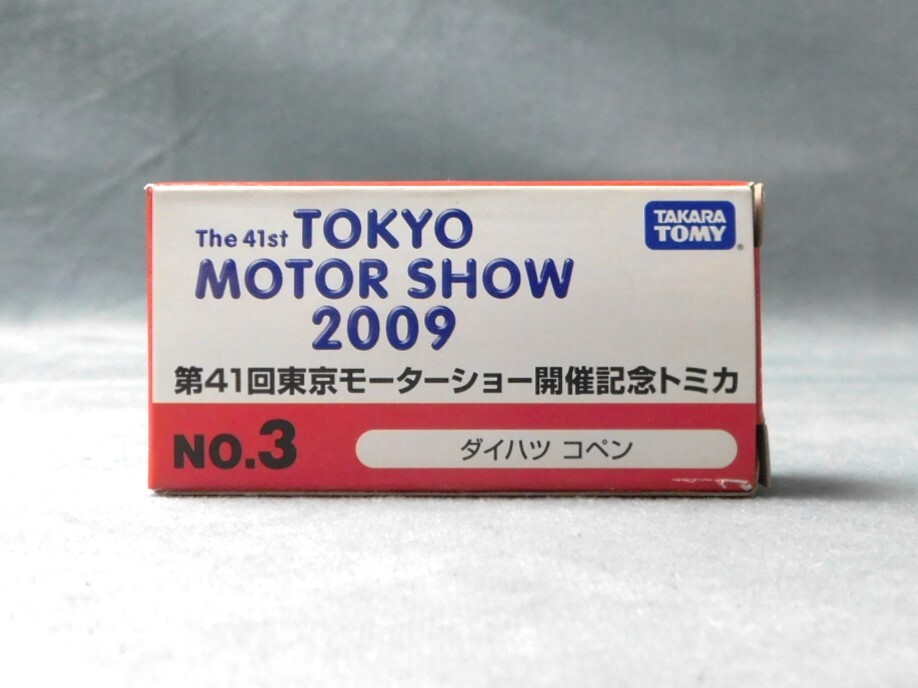 The 41st TOKYO
MOTOR SHOW
2009
TAKARA
TOMY
第41回東京モーターショー開催記念トミカ
NO.3
ダイハツ コペン